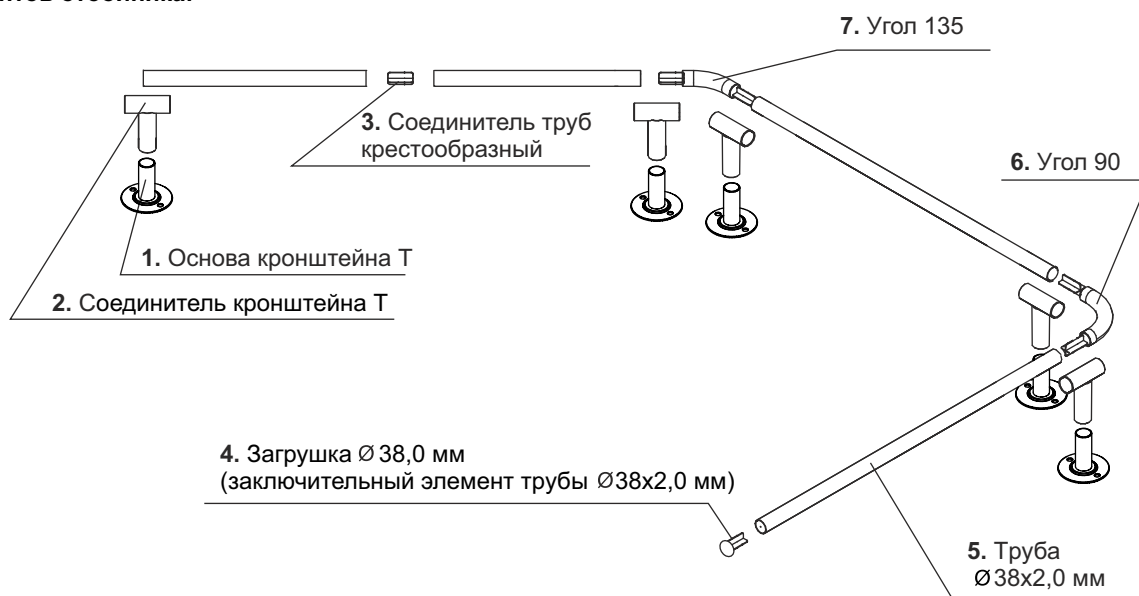 7. Угол 135
3. Соединитель труб
крестообразный
6. Угол 90
1. Основа кронштейна Т
2. Соединитель кронштейна Т
4. Загрушка Ø 38,0 мм
(заключительный элемент трубы Ø38х2,0 мм)
5. Труба
Ø38х2,0 мм